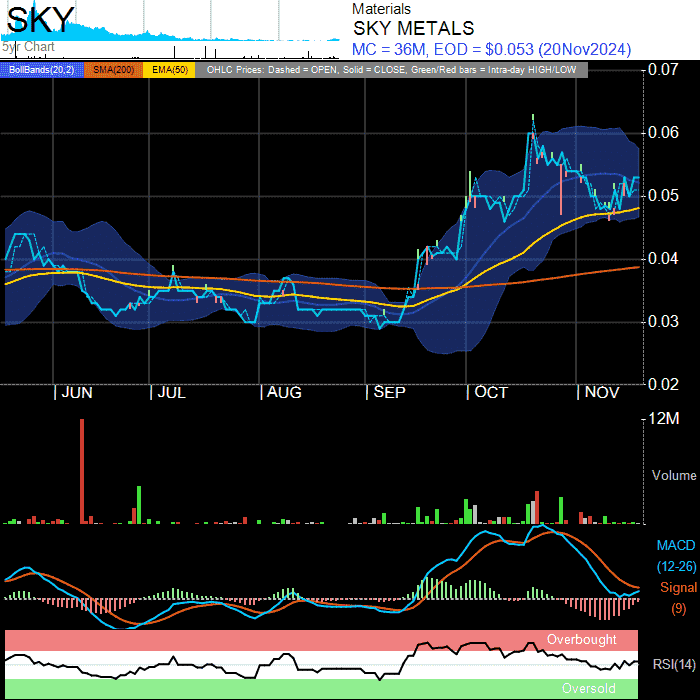 SKY
Materials
SKY METALS
5yr Chart
MC = 36M, EOD = $0.053 (20Nov2024)
BollBands(20,2) SMA(200) EMA(50) OHLC Prices: Dashed = OPEN, Solid = CLOSE, Green/Red bars = Intra-day HIGH/LOW
0.07
0.06
0.05
0.04
0.03
0.02
| JUN | JUL | AUG | SEP | OCT | NOV
12M
Volume
MACD
(12-26)
Signal
(9)
Overbought
RSI(14)
Oversold